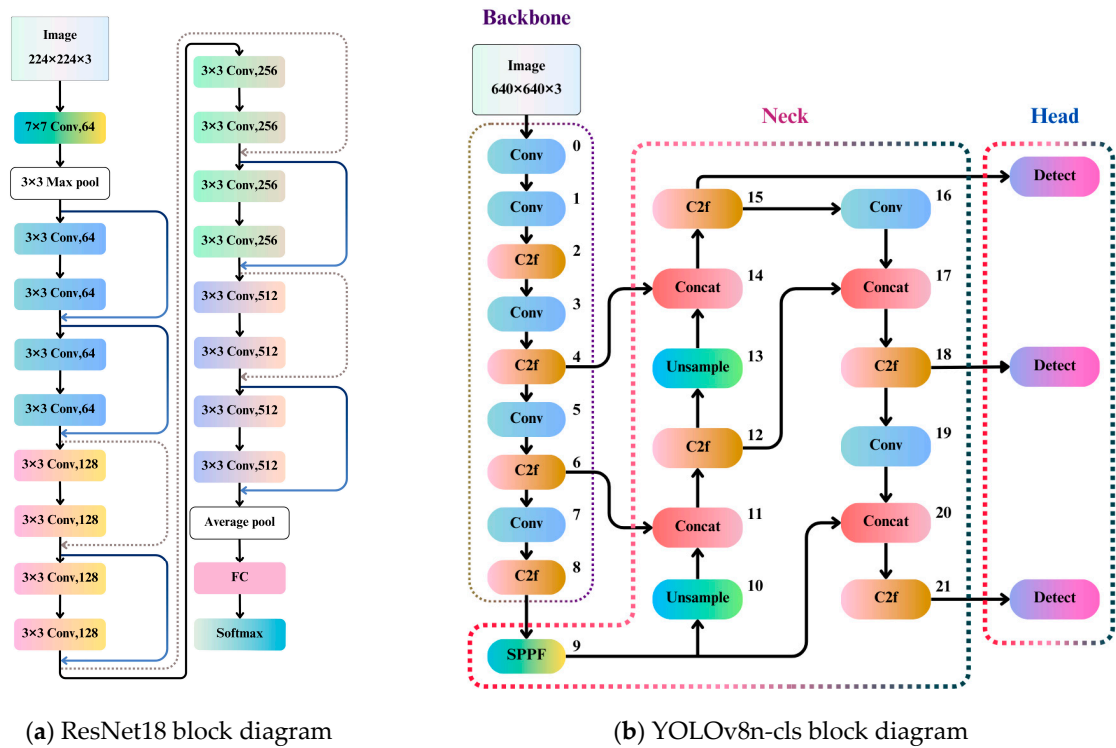 Image
224×224×3
7×7 Conv,64
3×3 Max pool
3×3 Conv,64
3×3 Conv,64
3×3 Conv,64
3×3 Conv,64
3×3 Conv,128
3×3 Conv,128
3×3 Conv,128
3×3 Conv,128
3×3 Conv,256
3×3 Conv,256
3×3 Conv,256
3×3 Conv,256
3×3 Conv,512
3×3 Conv,512
3×3 Conv,512
3×3 Conv,512
Average pool
FC
Softmax
(a) ResNet18 block diagram
Backbone
Image
640×640×3
Conv 0
Conv 1
C2f 2
Conv 3
C2f 4
Conv 5
C2f 6
Conv 7
C2f 8
SPPF 9
Neck
C2f 15
Concat 14
Unsample 13
C2f 12
Concat 11
Unsample 10
Conv 16
Concat 17
C2f 18
Conv 19
Concat 20
C2f 21
Head
Detect
Detect
Detect
(b) YOLOv8n-cls block diagram